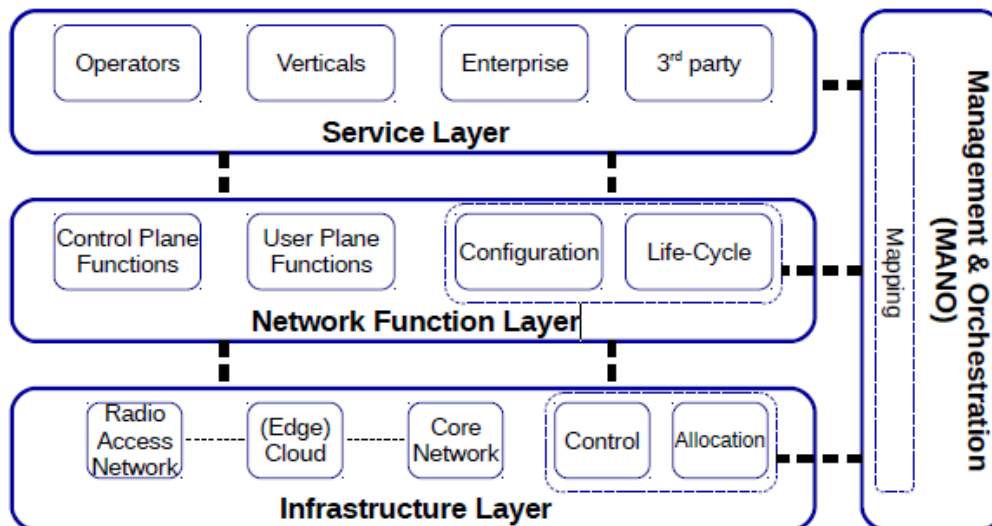 Operators
Verticals
Enterprise
3rd party
Service Layer
Control Plane
Functions
User Plane
Functions
Configuration
Life-Cycle
Network Function Layer
Radio
Access
Network
(Edge)
Cloud
Core
Network
Control
Allocation
Infrastructure Layer
Mapping
Management & Orchestration
(MANO)